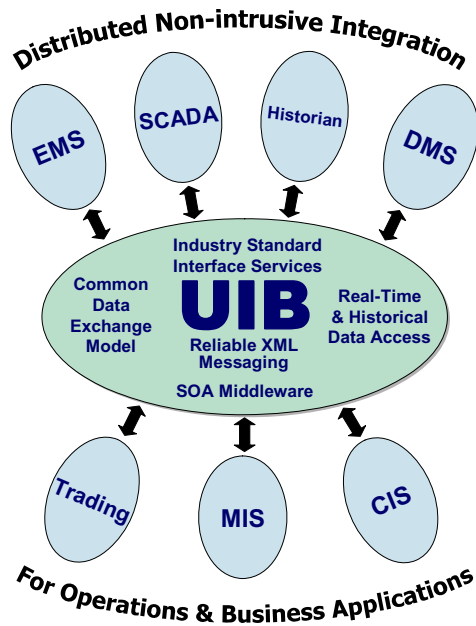 Distributed Non-intrusive Integration
EMS
SCADA
Historian
DMS
Industry Standard
Interface Services
Common
Data
Exchange
Model
UIB
Real-Time
& Historical
Data Access
Reliable XML
Messaging
SOA Middleware
Trading
MIS
CIS
For Operations & Business Applications